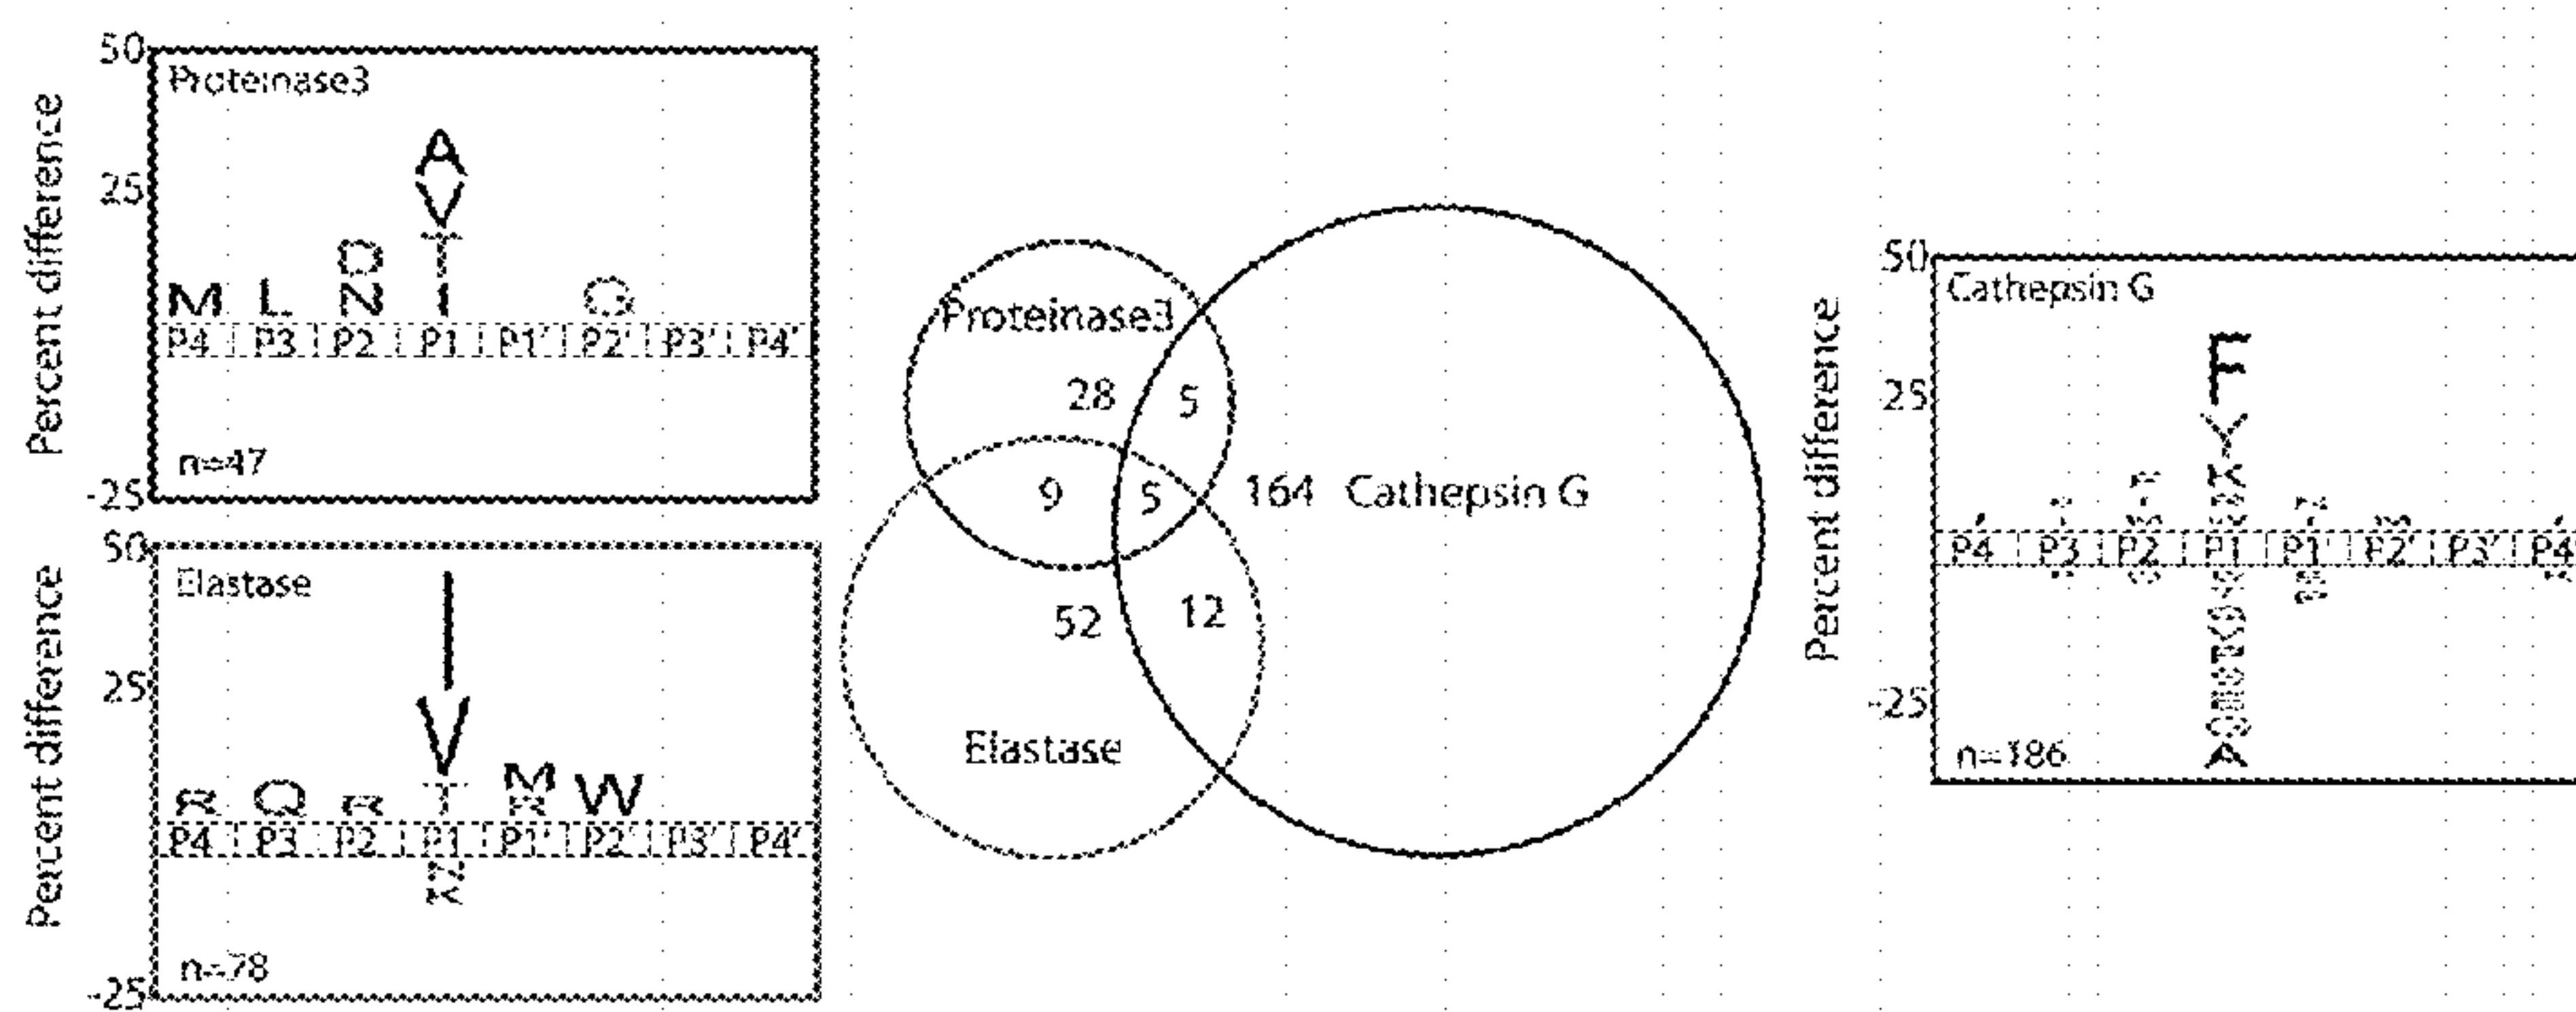 50
Proteinase3
Percent difference
25
A
V
T
I
D
N
M L G
P4 P3 P2 P1 P1' P2' P3' P4'
n=47
-25
50
Elastase
Percent difference
25
I
V
T
R Q R M
R
W
P4 P3 P2 P1 P1' P2' P3' P4'
N
K
n=78
-25
Proteinase3
28 5
9 5 164 Cathepsin G
52 12
Elastase
50
Cathepsin G
Percent difference
25
F
Y
P4 P3 P2 P1 P1' P2' P3' P4'
A
-25
n=186